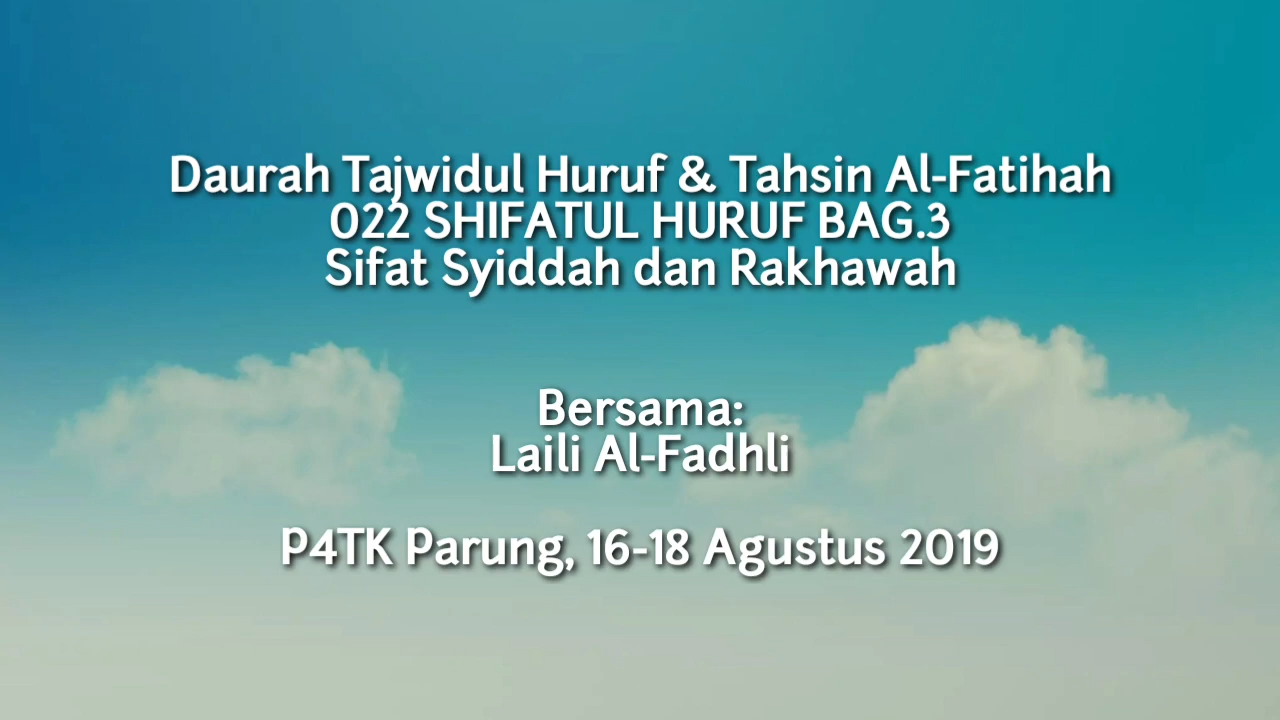 Daurah Tajwidul Huruf & Tahsin Al-Fatihah
022 SHIFATUL HURUF BAG.3
Sifat Syiddah dan Rakhawah
Bersama:
Laili Al-Fadhli
P4TK Parung, 16-18 Agustus 2019